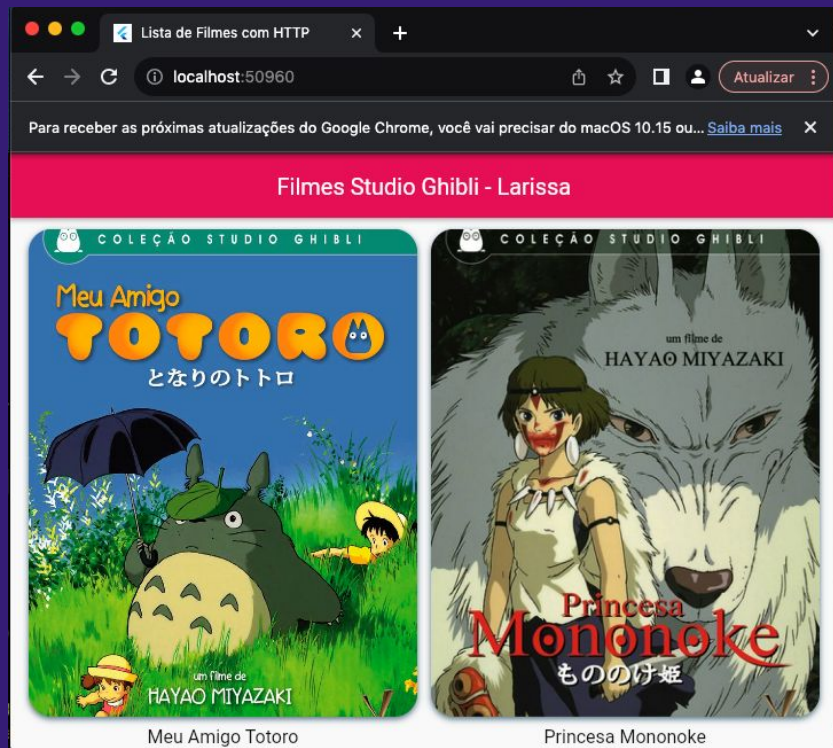 Lista de Filmes com HTTP
localhost:50960
Atualizar
Para receber as próximas atualizações do Google Chrome, você vai precisar do macOS 10.15 ou... Saiba mais
Filmes Studio Ghibli - Larissa
COLEÇÃO STUDIO GHIBLI
Meu Amigo
TOTORO
となりのトトロ
um filme de
HAYAO MIYAZAKI
Meu Amigo Totoro
COLEÇÃO STUDIO GHIBLI
um filme de
HAYAO MIYAZAKI
Princesa
Mononoke
もののけ姫
Princesa Mononoke